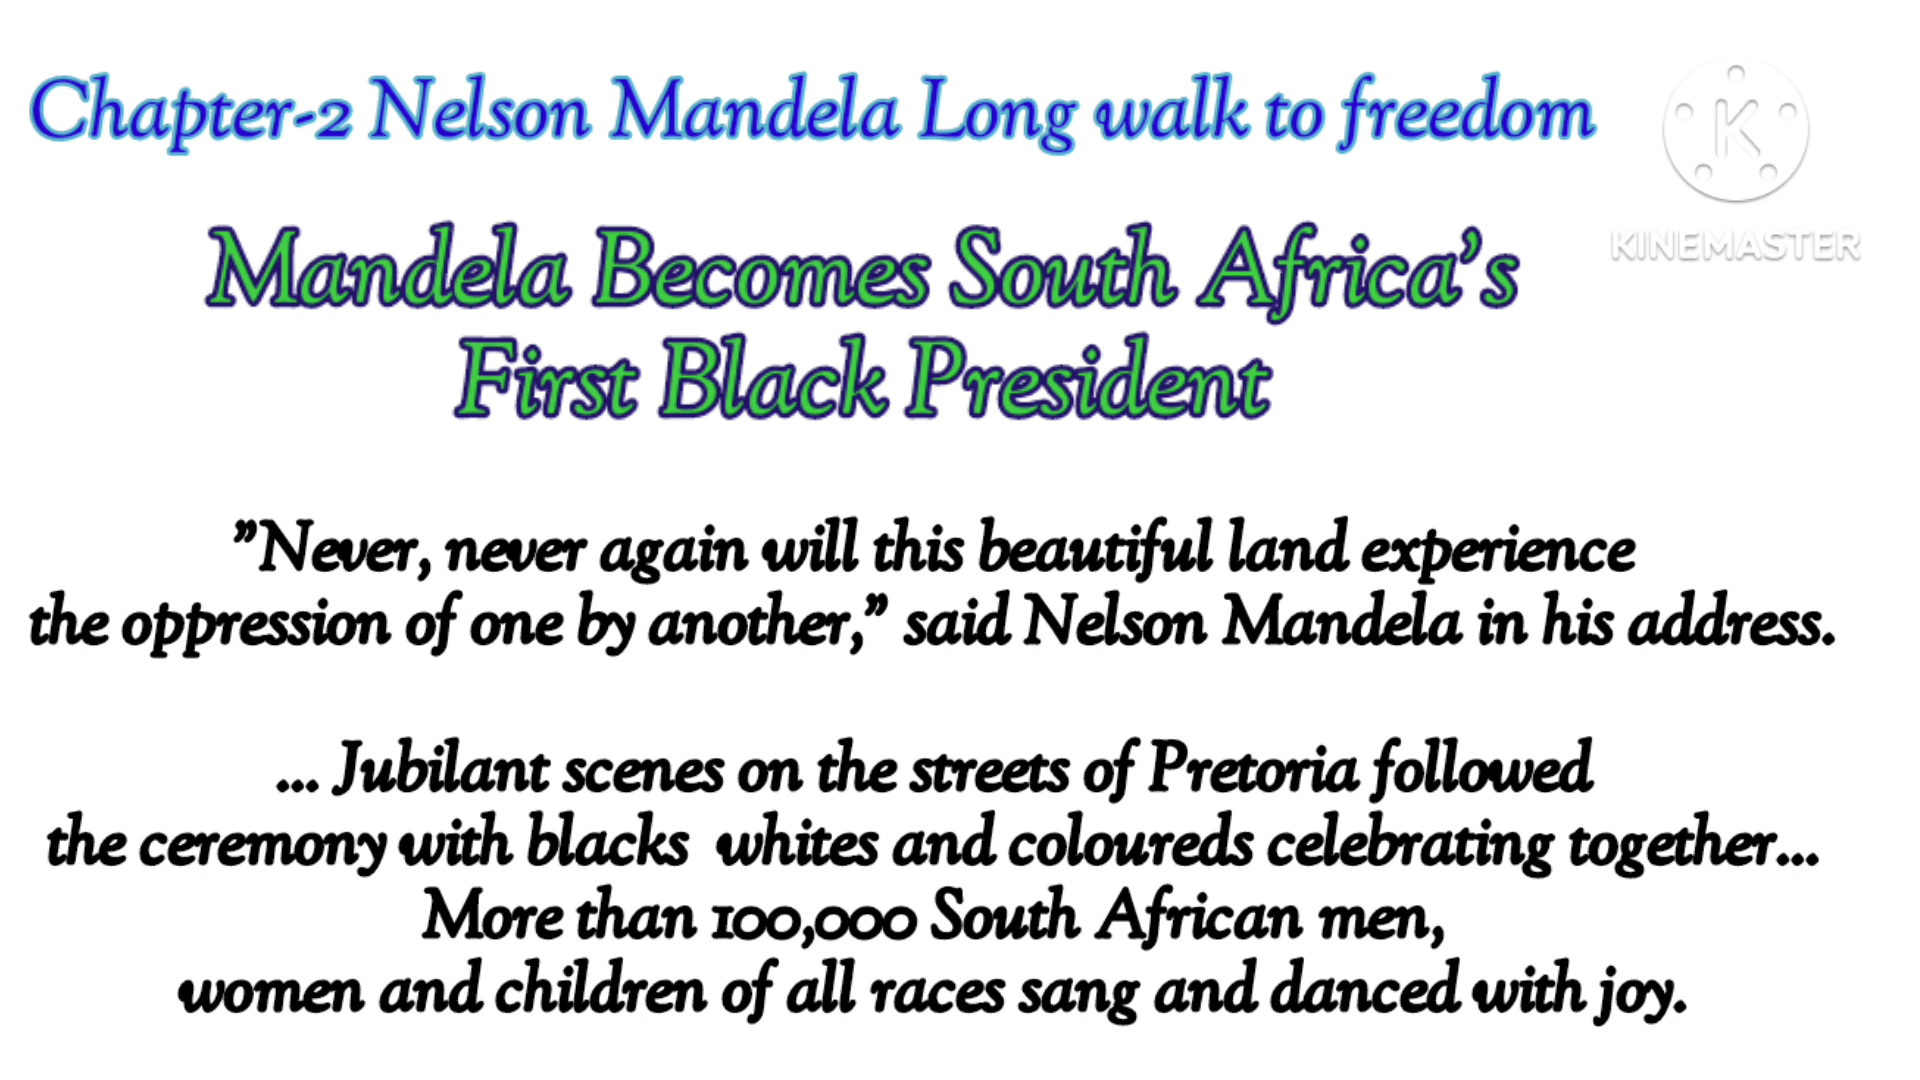 Chapter-2 Nelson Mandela Long walk to freedom
K
KINEMASTER
Mandela Becomes South Africa’s
First Black President
”Never, never again will this beautiful land experience
the oppression of one by another,” said Nelson Mandela in his address.
... Jubilant scenes on the streets of Pretoria followed
the ceremony with blacks  whites and coloureds celebrating together...
More than 100,000 South African men,
women and children of all races sang and danced with joy.